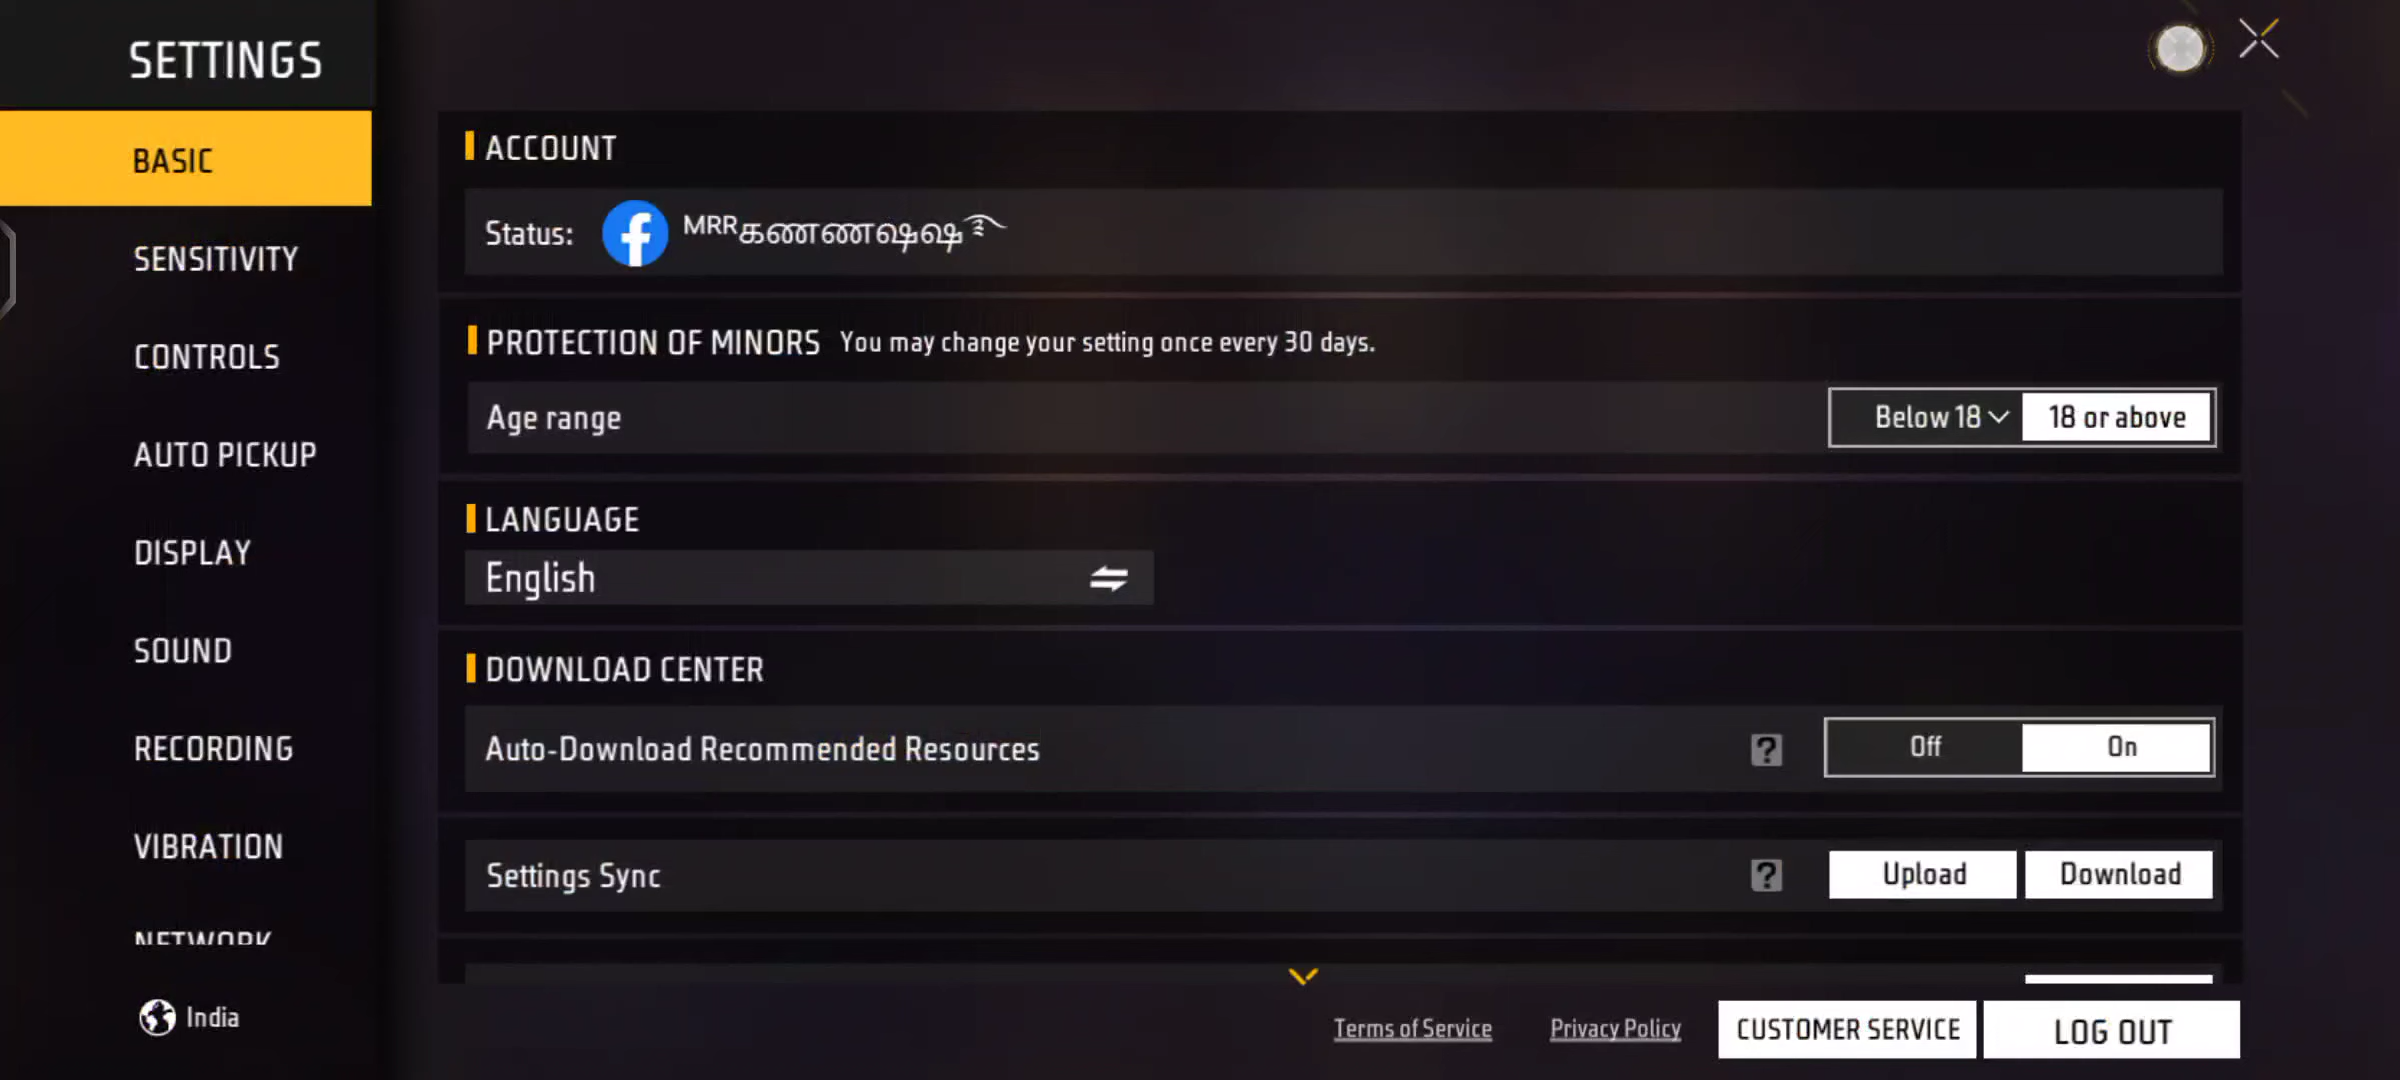 SETTINGS
BASIC
SENSITIVITY
CONTROLS
AUTO PICKUP
DISPLAY
SOUND
RECORDING
VIBRATION
NETWORK
India
ACCOUNT
Status: MRRகணணஷஷ
PROTECTION OF MINORS You may change your setting once every 30 days.
Age range Below 18 18 or above
LANGUAGE
English
DOWNLOAD CENTER
Auto-Download Recommended Resources ? Off On
Settings Sync ? Upload Download
Terms of Service Privacy Policy CUSTOMER SERVICE LOG OUT